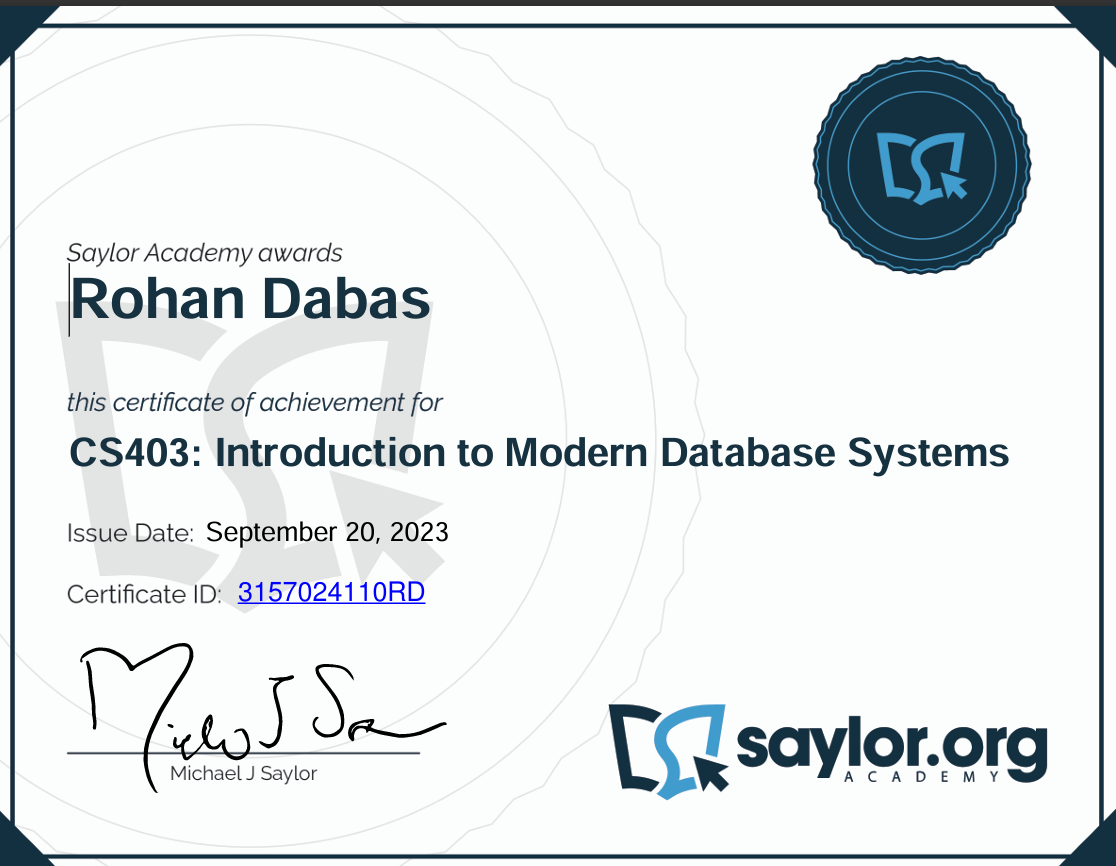 Saylor Academy awards
Rohan Dabas
this certificate of achievement for
CS403: Introduction to Modern Database Systems
Issue Date: September 20, 2023
Certificate ID: 3157024110RD
Michael J Saylor
saylor.org
ACADEMY